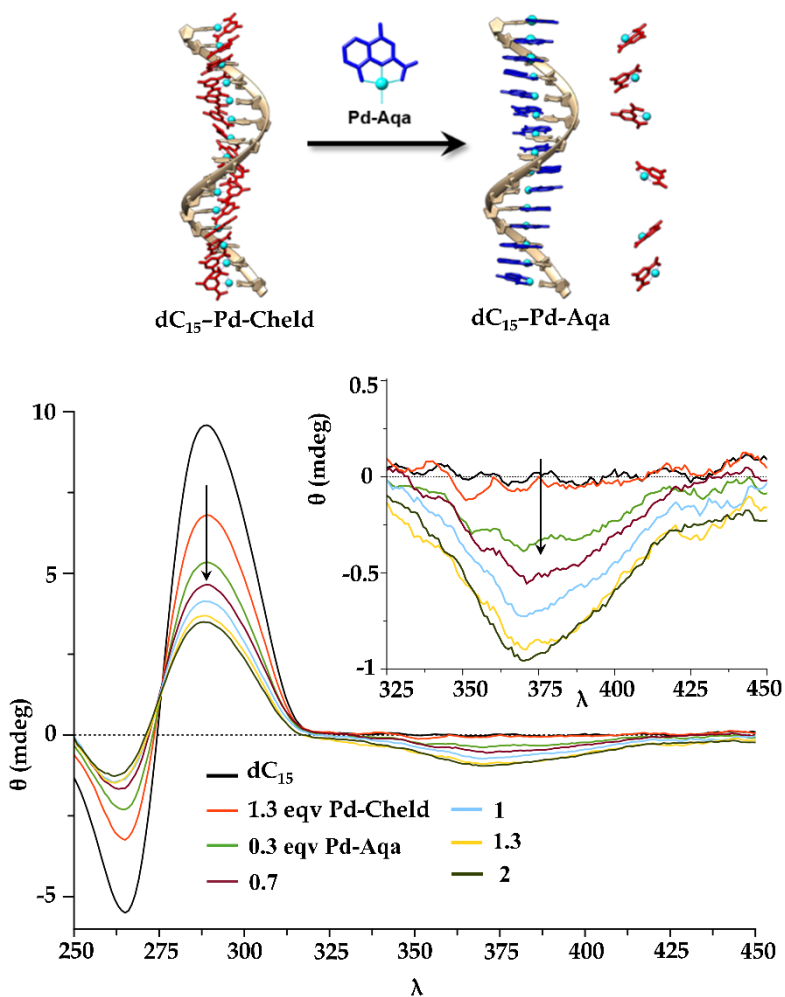 Pd-Aqa
dC₁₅–Pd-Cheld
dC₁₅–Pd-Aqa
θ (mdeg)
10
5
0
-5
250
275
300
325
350
375
400
425
450
λ
θ (mdeg)
0.5
0
-0.5
-1
325
350
375
400
425
450
λ
dC₁₅
1.3 eqv Pd-Cheld
0.3 eqv Pd-Aqa
0.7
1
1.3
2